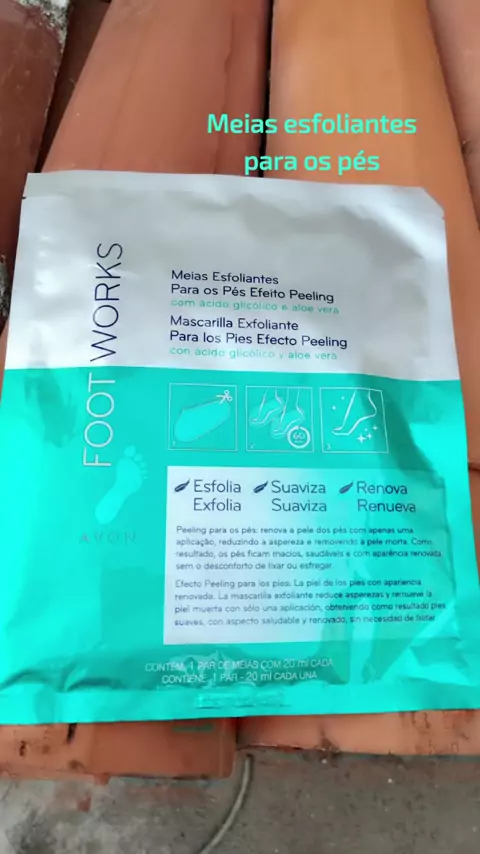 Meias esfoliantes
para os pés
FOOT WORKS
AVON
Meias Esfoliantes
Para os Pés Efeito Peeling
com ácido glicólico e aloe vera
Mascarilla Exfoliante
Para los Pies Efecto Peeling
con ácido glicólico y aloe vera
1
2
60
3
Esfolia Suaviza Renova
Exfolia Suaviza Renueva
Peeling para os pés: renova a pele dos pés com apenas uma
aplicação, reduzindo a aspereza e removendo a pele morta. Como
resultado, os pés ficam macios, saudáveis e com aparência renovada
sem o desconforto de lixar ou esfregar.
Efecto Peeling para los pies: La piel de los pies con apariencia
renovada. La mascarilla exfoliante reduce asperezas y remueve la
piel muerta con sólo una aplicación, obteniendo como resultado pies
suaves, con aspecto saludable y renovado, sin necesidad de frotar.
CONTÉM: 1 PAR DE MEIAS COM 20 ml CADA
CONTIENE: 1 PAR - 20 ml CADA UNA